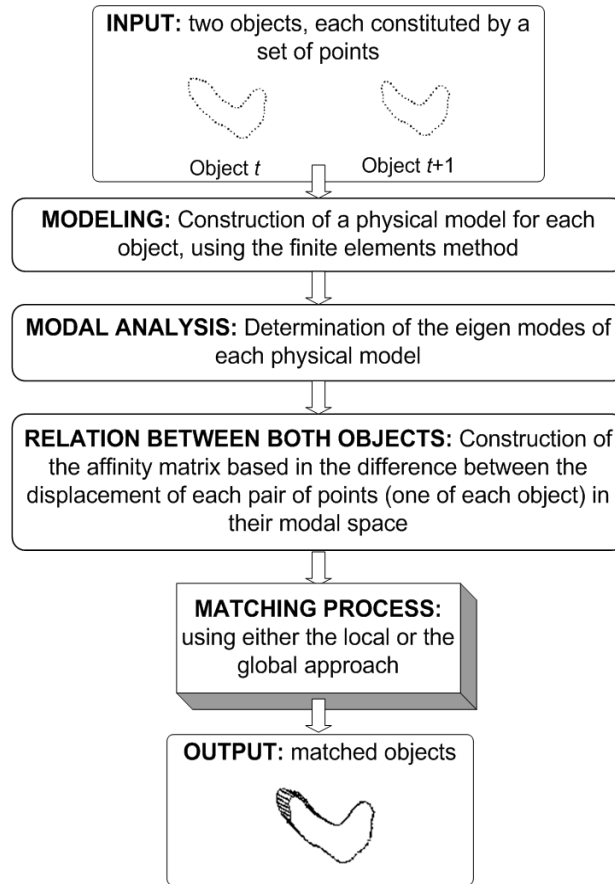 INPUT: two objects, each constituted by a
set of points
Object t
Object t+1
MODELING: Construction of a physical model for each
object, using the finite elements method
MODAL ANALYSIS: Determination of the eigen modes of
each physical model
RELATION BETWEEN BOTH OBJECTS: Construction of
the affinity matrix based in the difference between the
displacement of each pair of points (one of each object) in
their modal space
MATCHING PROCESS:
using either the local or the
global approach
OUTPUT: matched objects